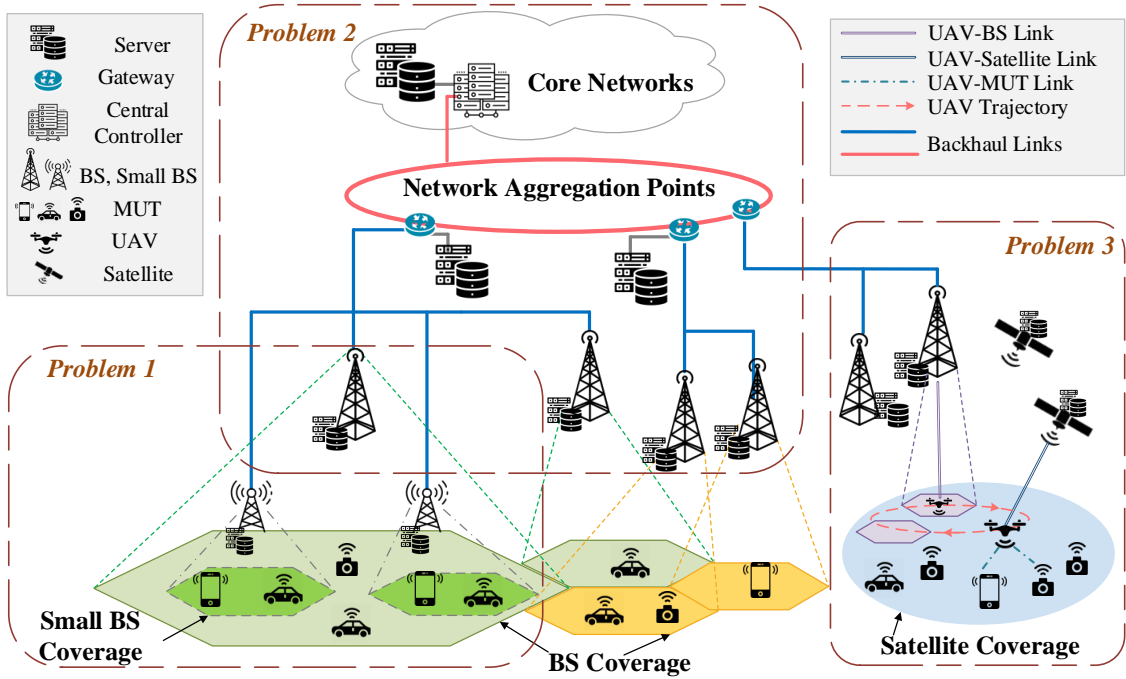 Server
Gateway
Central
Controller
BS, Small BS
MUT
UAV
Satellite
Problem 2
Core Networks
Network Aggregation Points
UAV-BS Link
UAV-Satellite Link
UAV-MUT Link
UAV Trajectory
Backhaul Links
Problem 1
Small BS
Coverage
BS Coverage
Problem 3
Satellite Coverage